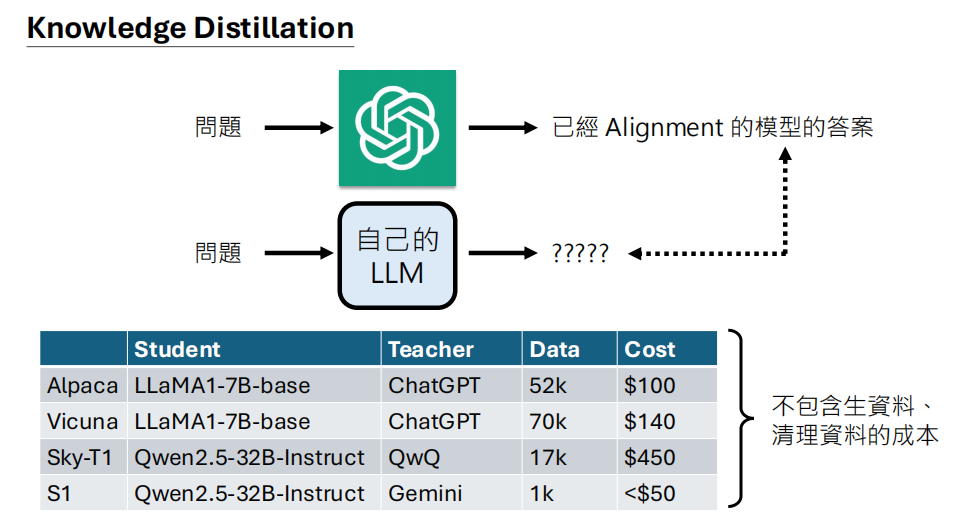 Knowledge Distillation
問題
已經 Alignment 的模型的答案
問題
自己的
LLM
?????
Student Teacher Data Cost
Alpaca LLaMA1-7B-base ChatGPT 52k $100
Vicuna LLaMA1-7B-base ChatGPT 70k $140
Sky-T1 Qwen2.5-32B-Instruct QwQ 17k $450
S1 Qwen2.5-32B-Instruct Gemini 1k <$50
不包含生資料、
清理資料的成本